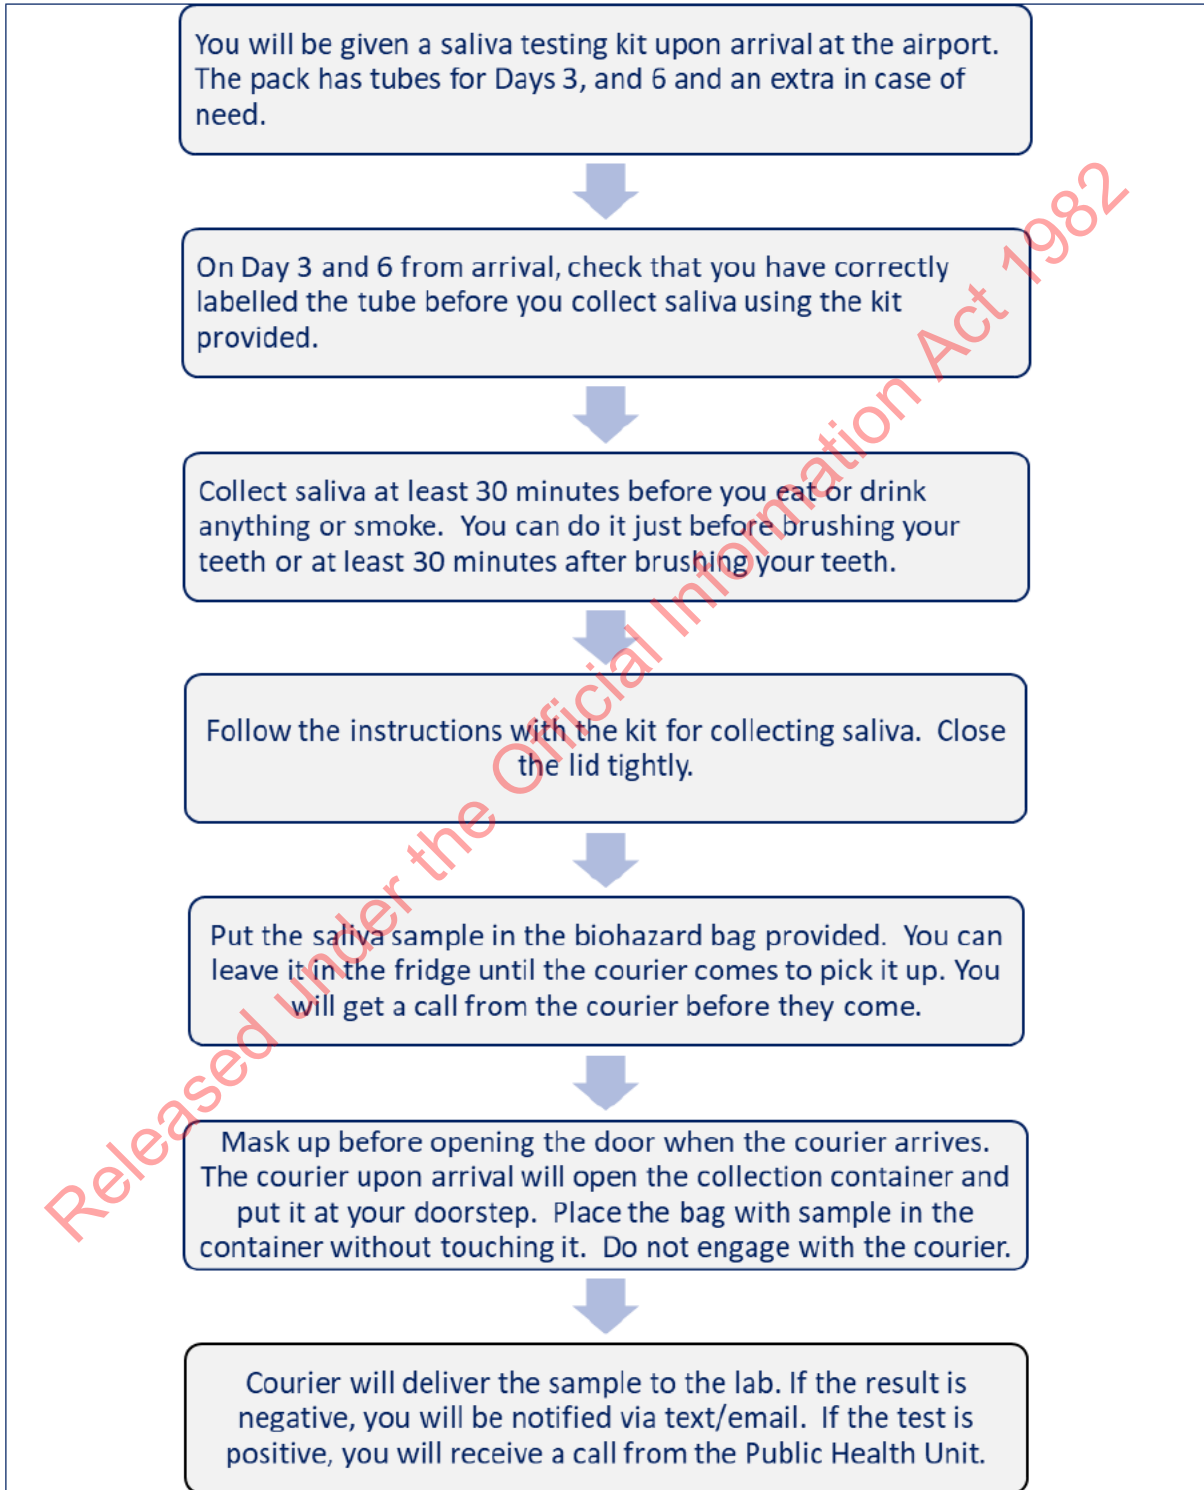 You will be given a saliva testing kit upon arrival at the airport.
The pack has tubes for Days 3, and 6 and an extra in case of
need.
On Day 3 and 6 from arrival, check that you have correctly
labelled the tube before you collect saliva using the kit
provided.
Collect saliva at least 30 minutes before you eat or drink
anything or smoke.  You can do it just before brushing your
teeth or at least 30 minutes after brushing your teeth.
Follow the instructions with the kit for collecting saliva.  Close
the lid tightly.
Put the saliva sample in the biohazard bag provided.  You can
leave it in the fridge until the courier comes to pick it up. You
will get a call from the courier before they come.
Mask up before opening the door when the courier arrives.
The courier upon arrival will open the collection container and
put it at your doorstep.  Place the bag with sample in the
container without touching it.  Do not engage with the courier.
Courier will deliver the sample to the lab. If the result is
negative, you will be notified via text/email.  If the test is
positive, you will receive a call from the Public Health Unit.
Released under the Official Information Act 1982